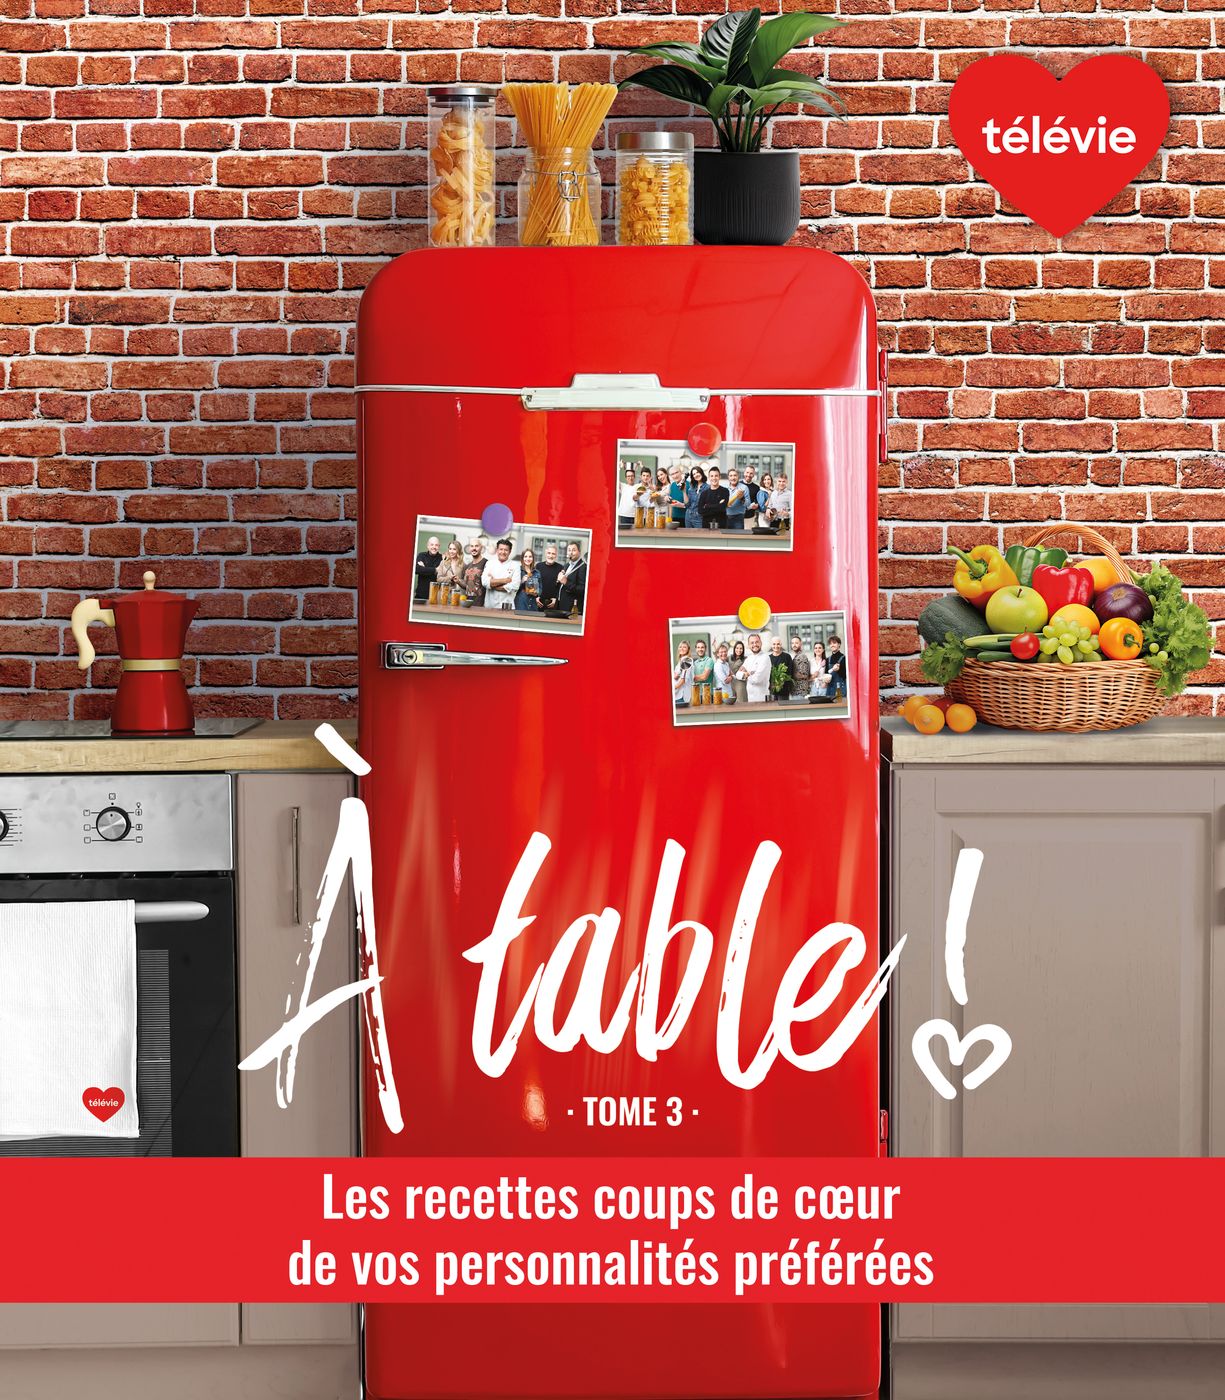 télévie
À table !
télévie
· TOME 3 ·
Les recettes coups de cœur
de vos personnalités préférées